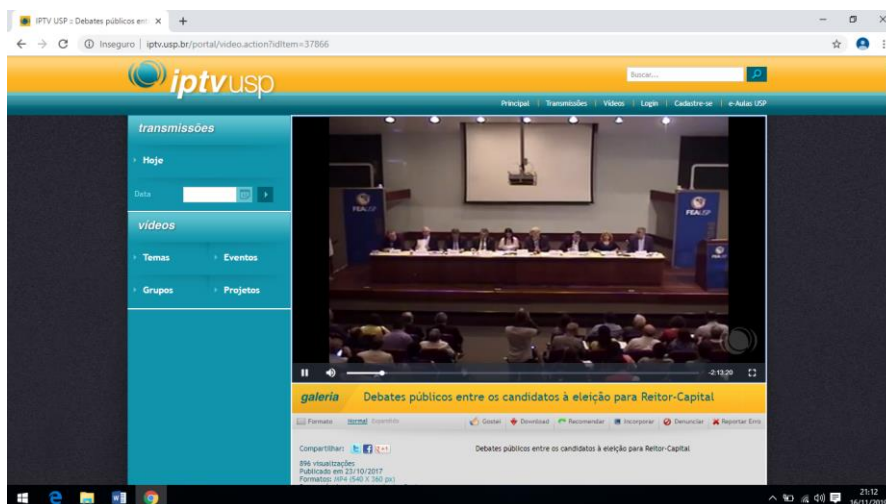 IPTV USP :: Debates públicos ent
Inseguro | iptv.usp.br/portal/video.action?idItem=37866
iptvusp
Buscar...
Principal | Transmissões | Vídeos | Login | Cadastre-se | e-Aulas USP
transmissões
Hoje
Data
vídeos
Temas
Eventos
Grupos
Projetos
FEAUSP
FEAUSP
-2:13:20
galeria Debates públicos entre os candidatos à eleição para Reitor-Capital
Formato Normal Expandido Gostei Download Recomendar Incorporar Denunciar Reportar Erro
Compartilhar:
Debates públicos entre os candidatos à eleição para Reitor-Capital
896 visualizações
Publicado em 23/10/2017
Formatos: MP4 (540 X 360 px)
21:12